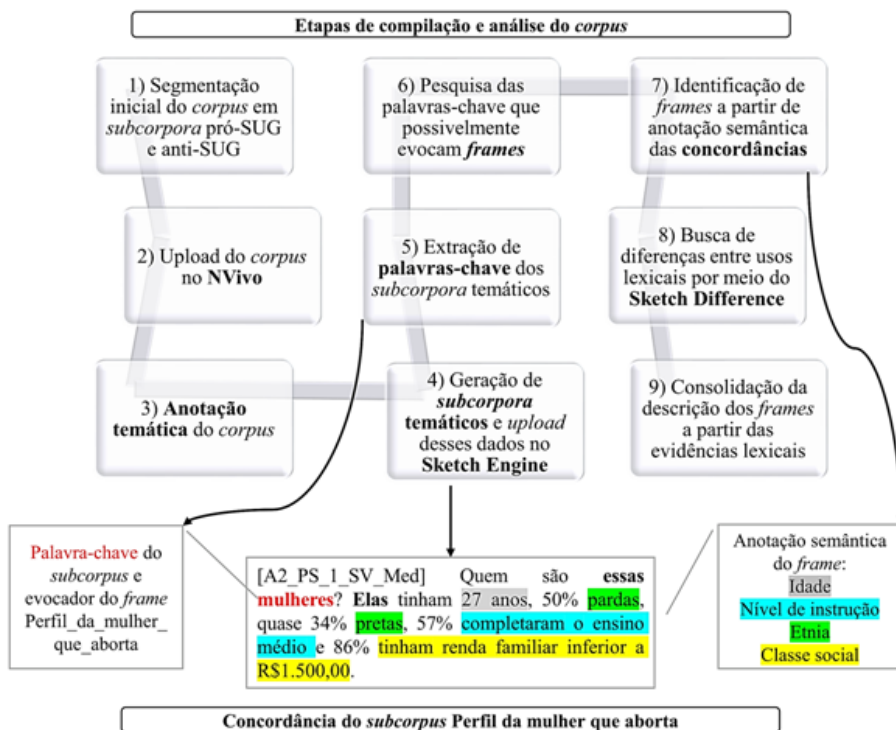 Etapas de compilação e análise do corpus
1) Segmentação
inicial do corpus em
subcorpora pró-SUG
e anti-SUG
2) Upload do corpus
no NVivo
3) Anotação
temática do corpus
4) Geração de
subcorpora
temáticos e upload
desses dados no
Sketch Engine
5) Extração de
palavras-chave dos
subcorpora temáticos
6) Pesquisa das
palavras-chave que
possivelmente
evocam frames
7) Identificação de
frames a partir de
anotação semântica
das concordâncias
8) Busca de
diferenças entre usos
lexicais por meio do
Sketch Difference
9) Consolidação da
descrição dos frames
a partir das
evidências lexicais
Palavra-chave do
subcorpus e
evocador do frame
Perfil_da_mulher_
que_aborta
[A2_PS_1_SV_Med] Quem são essas
mulheres? Elas tinham 27 anos, 50% pardas,
quase 34% pretas, 57% completaram o ensino
médio e 86% tinham renda familiar inferior a
R$1.500,00.
Anotação semântica
do frame:
Idade
Nível de instrução
Etnia
Classe social
Concordância do subcorpus Perfil da mulher que aborta